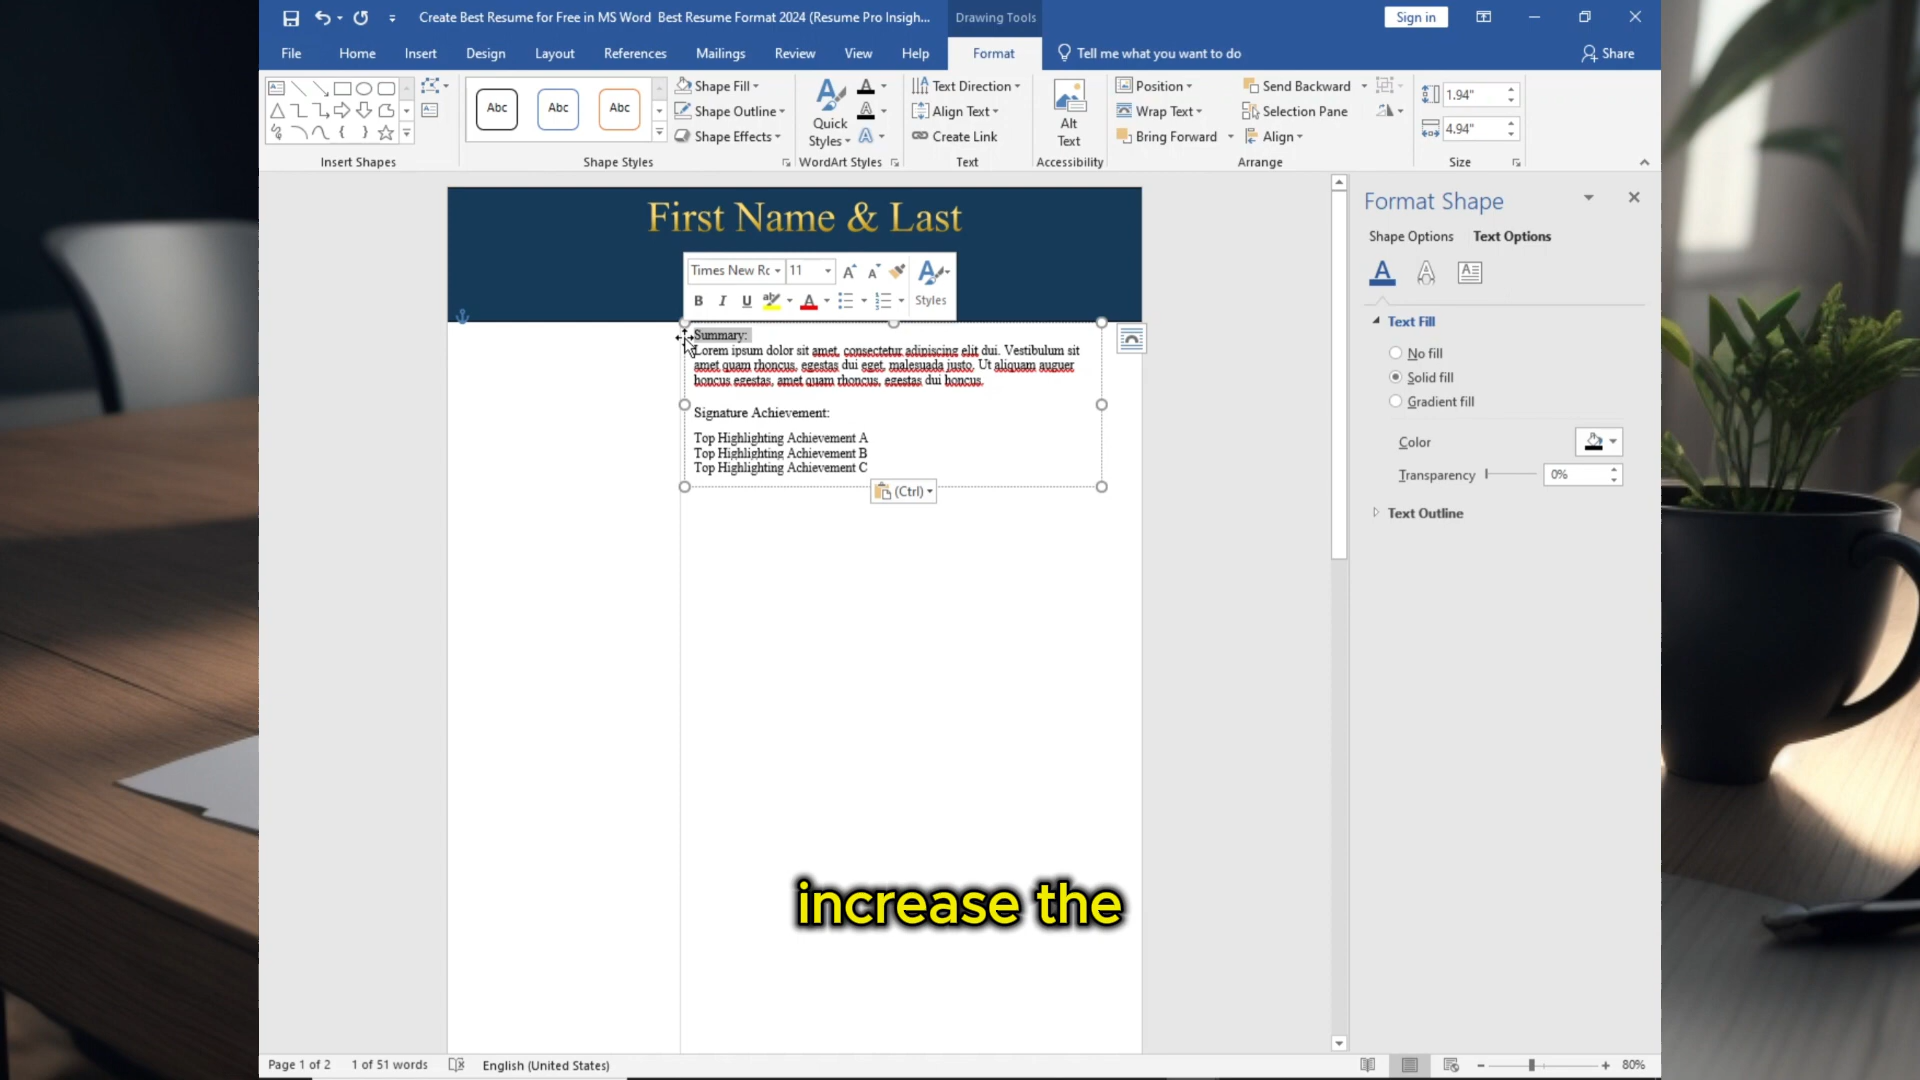 Create Best Resume for Free in MS Word Best Resume Format 2024 (Resume Pro Insigh...
Drawing Tools
Sign in
File Home Insert Design Layout References Mailings Review View Help Format Tell me what you want to do Share
Abc Abc Abc
Shape Fill
Shape Outline
Shape Effects
Quick Styles
Text Direction
Align Text
Create Link
Alt Text
Position
Wrap Text
Bring Forward
Send Backward
Selection Pane
Align
1.94"
4.94"
Insert Shapes Shape Styles WordArt Styles Text Accessibility Arrange Size
First Name & Last
Times New Rc 11
B I U ab A Styles
Summary:
Lorem ipsum dolor sit amet, consectetur adipiscing elit dui. Vestibulum sit
amet quam rhoncus, egestas dui eget, malesuada justo. Ut aliquam auguer
honcus egestas, amet quam rhoncus, egestas dui honcus.
Signature Achievement:
Top Highlighting Achievement A
Top Highlighting Achievement B
Top Highlighting Achievement C
(Ctrl)
Format Shape
Shape Options Text Options
Text Fill
No fill
Solid fill
Gradient fill
Color
Transparency 0%
Text Outline
increase the
Page 1 of 2 1 of 51 words English (United States) 80%